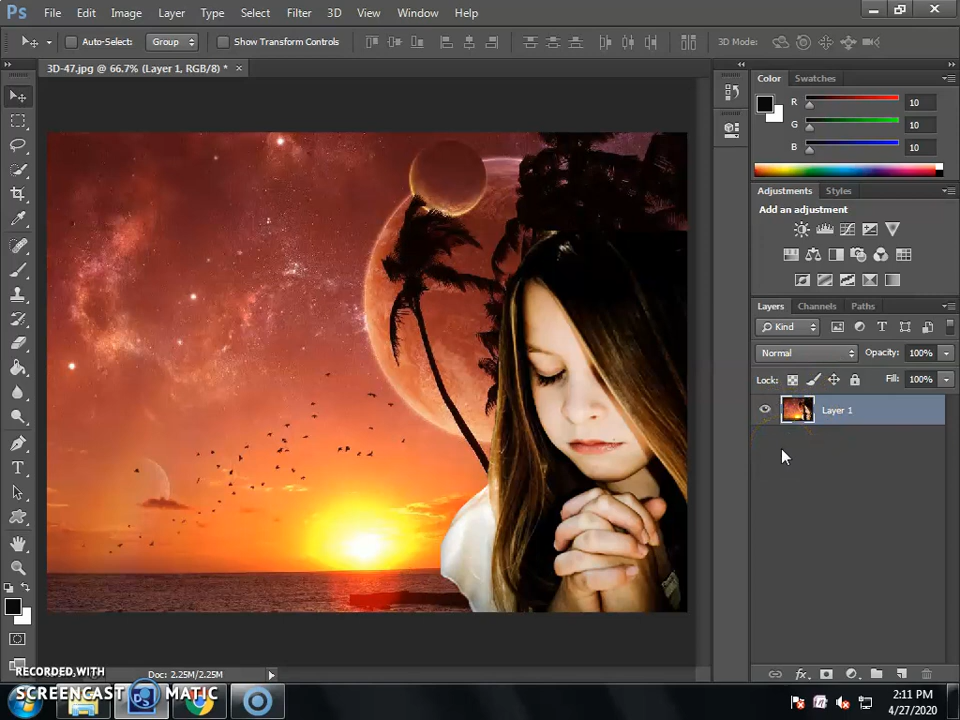 Ps File Edit Image Layer Type Select Filter 3D View Window Help
Auto-Select: Group Show Transform Controls 3D Mode:
3D-47.jpg @ 66.7% (Layer 1, RGB/8) * ×
Color Swatches
R 10
G 10
B 10
Adjustments Styles
Add an adjustment
Layers Channels Paths
Kind
Normal Opacity: 100%
Lock: Fill: 100%
Layer 1
Doc: 2.25M/2.25M
RECORDED WITH
SCREENCAST MATIC
2:11 PM
4/27/2020